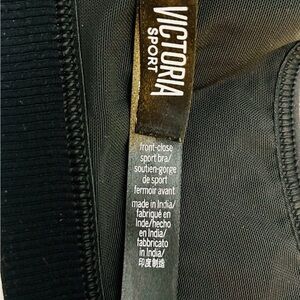 VICTORIA
SPORT
front-close
sport bra/
soutien-gorge
de sport
fermoir avant
made in India/
fabriqué en
Inde/hecho
en India/
fabbricato
in India/
印度制造